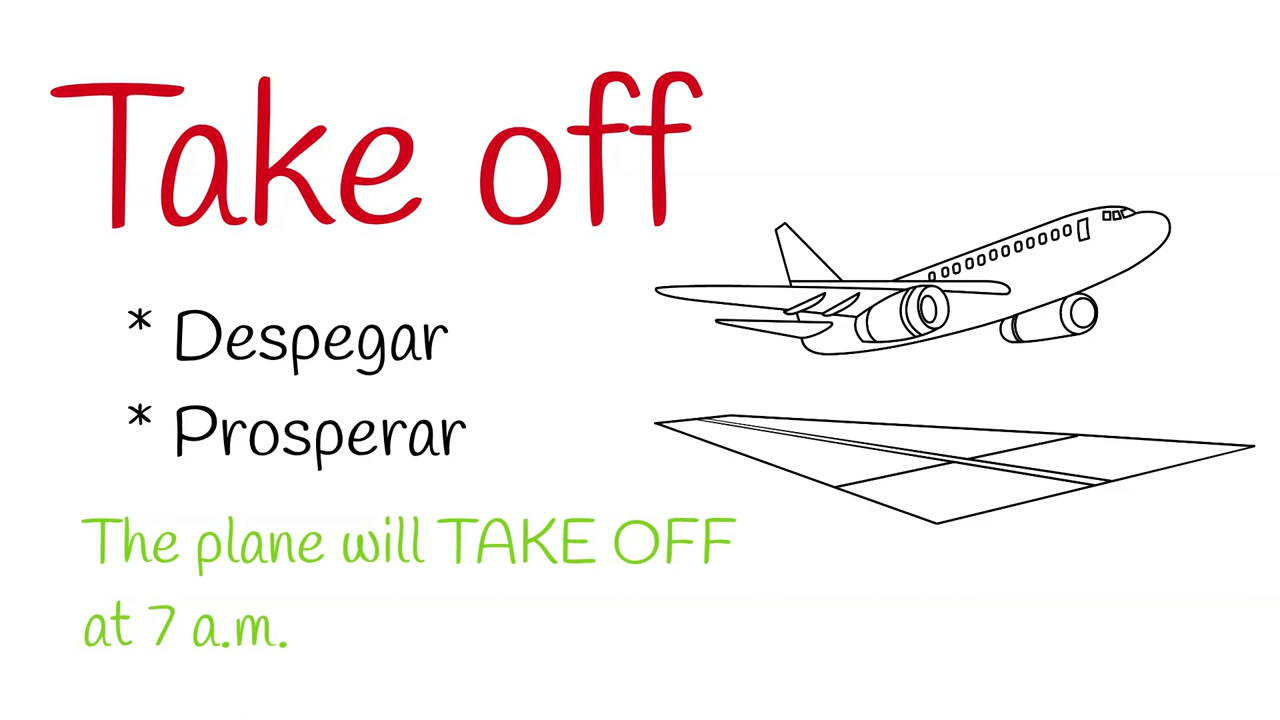 Take off
* Despegar
* Prosperar
The plane will TAKE OFF
at 7 a.m.